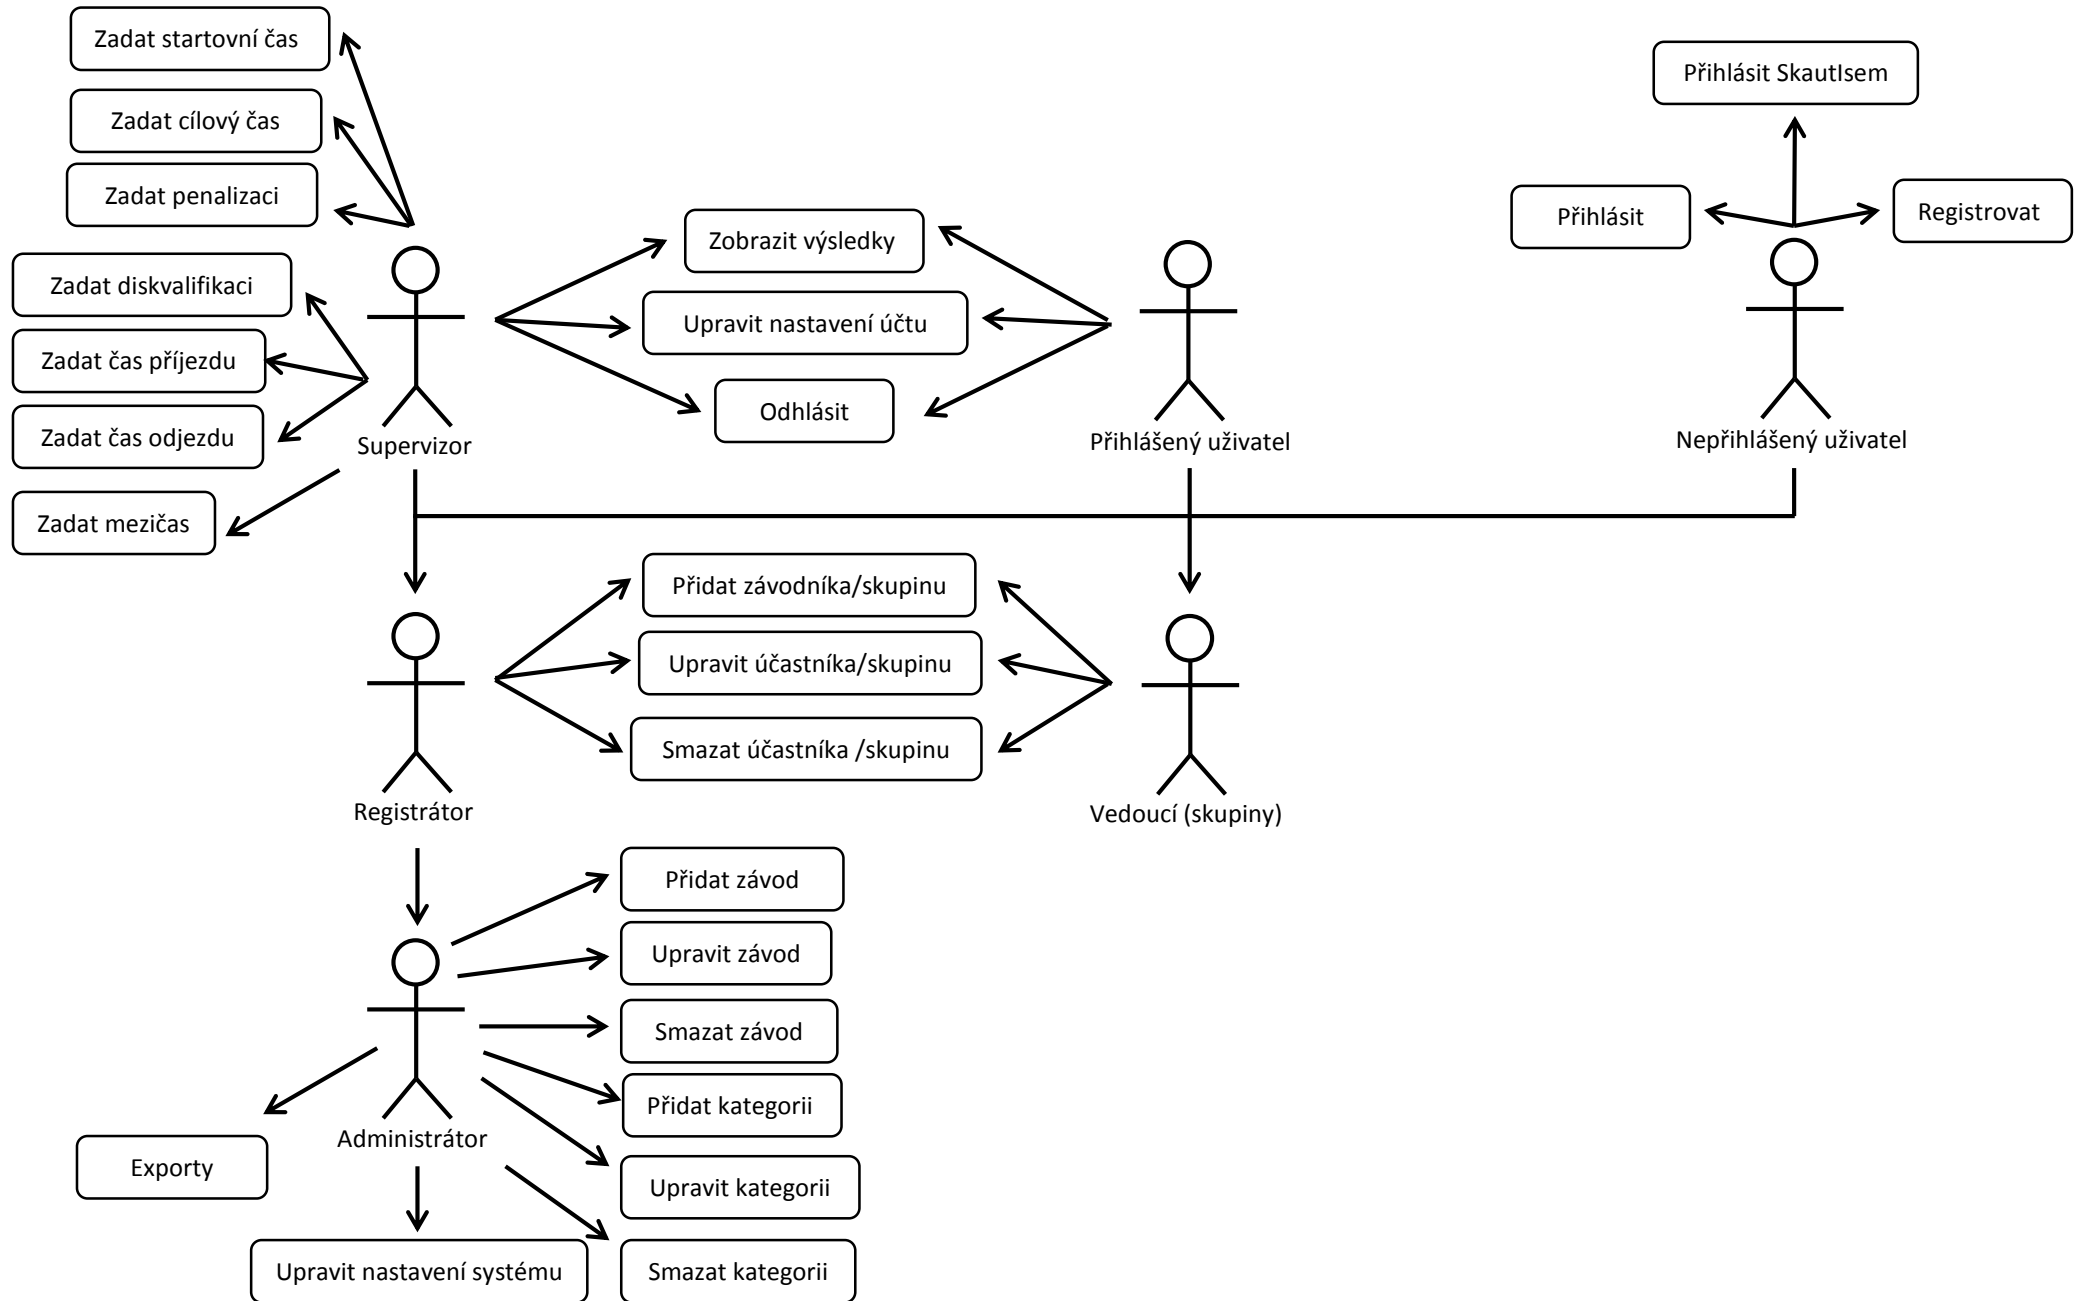 Zadat startovní čas
Zadat cílový čas
Zadat penalizaci
Zadat diskvalifikaci
Zadat čas příjezdu
Zadat čas odjezdu
Zadat mezičas
Supervizor
Zobrazit výsledky
Upravit nastavení účtu
Odhlásit
Přihlášený uživatel
Přihlásit SkautIsem
Přihlásit
Registrovat
Nepřihlášený uživatel
Přidat závodníka/skupinu
Upravit účastníka/skupinu
Smazat účastníka /skupinu
Registrátor
Vedoucí (skupiny)
Přidat závod
Upravit závod
Smazat závod
Přidat kategorii
Upravit kategorii
Smazat kategorii
Administrátor
Exporty
Upravit nastavení systému